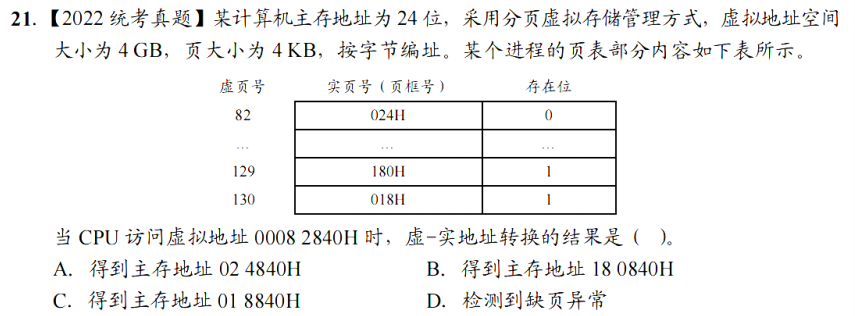 21.【2022 统考真题】某计算机主存地址为 24 位，采用分页虚拟存储管理方式，虚拟地址空间
大小为 4 GB，页大小为 4 KB，按字节编址。某个进程的页表部分内容如下表所示。
虚页号 实页号（页框号） 存在位
82 024H 0
… … …
129 180H 1
130 018H 1
当 CPU 访问虚拟地址 0008 2840H 时，虚-实地址转换的结果是（ ）。
A. 得到主存地址 02 4840H B. 得到主存地址 18 0840H
C. 得到主存地址 01 8840H D. 检测到缺页异常